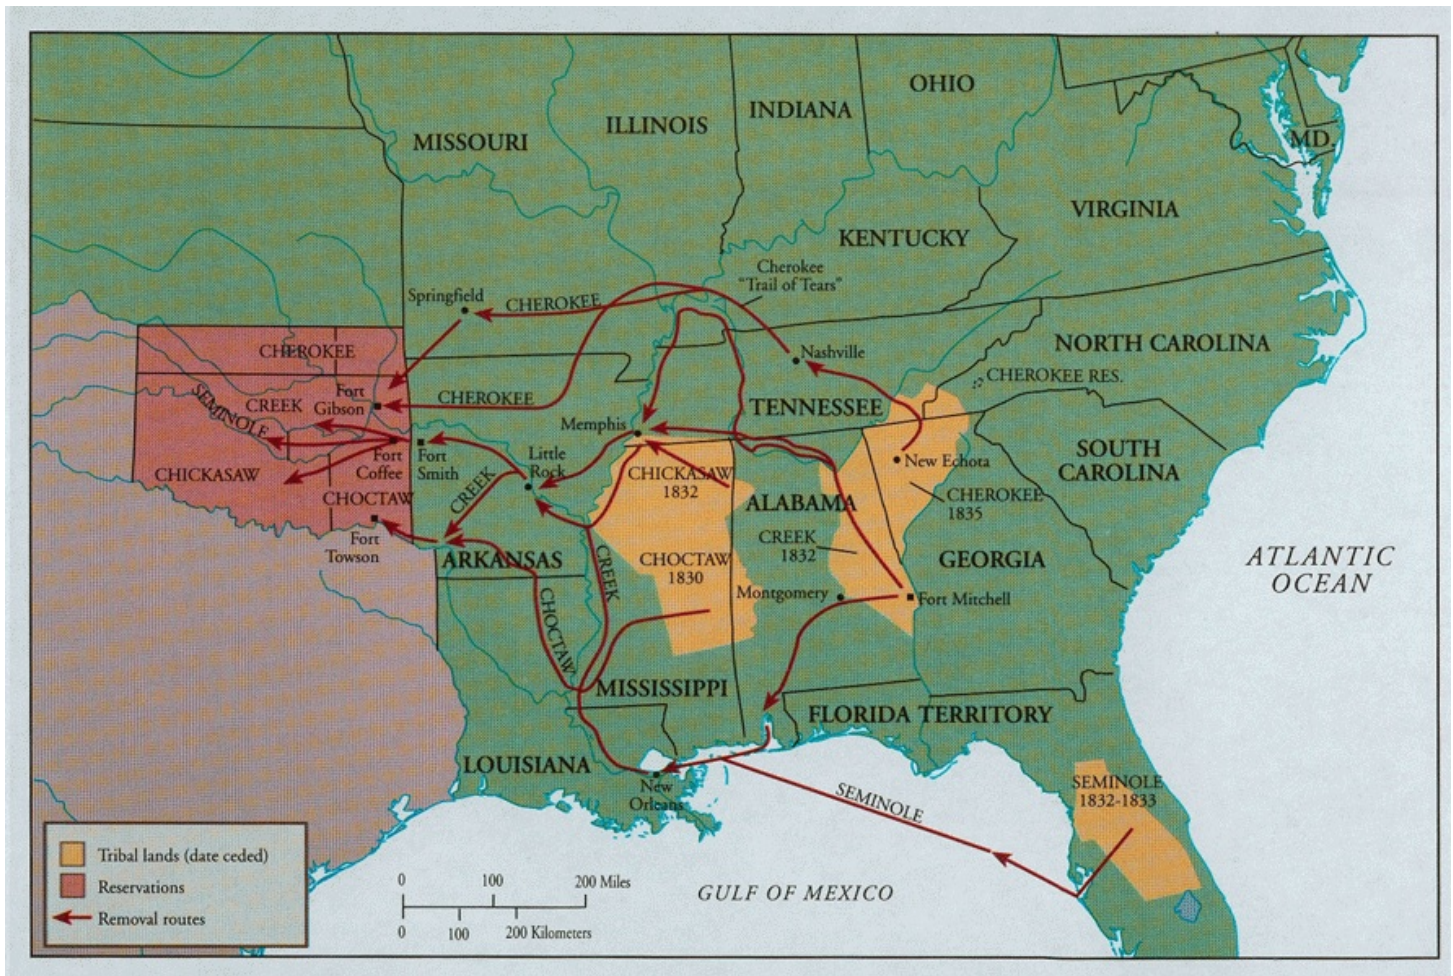 OHIO
INDIANA
ILLINOIS
MISSOURI
MD.
VIRGINIA
KENTUCKY
Cherokee
"Trail of Tears"
Springfield
CHEROKEE
NORTH CAROLINA
CHEROKEE
Nashville
CHEROKEE RES.
Fort
Gibson
CREEK
SEMINOLE
CHEROKEE
TENNESSEE
Memphis
SOUTH
CAROLINA
Fort
Coffee
Fort
Smith
Little
Rock
New Echota
CHICKASAW
CHICKASAW
1832
CREEK
CHOCTAW
ALABAMA
CHEROKEE
1835
Fort
Towson
ARKANSAS
CREEK
1832
CHOCTAW
1830
GEORGIA
ATLANTIC
OCEAN
CREEK
CHOCTAW
Montgomery
Fort Mitchell
MISSISSIPPI
FLORIDA TERRITORY
LOUISIANA
New
Orleans
SEMINOLE
SEMINOLE
1832-1833
GULF OF MEXICO
Tribal lands (date ceded)
Reservations
Removal routes
0 100 200 Miles
0 100 200 Kilometers